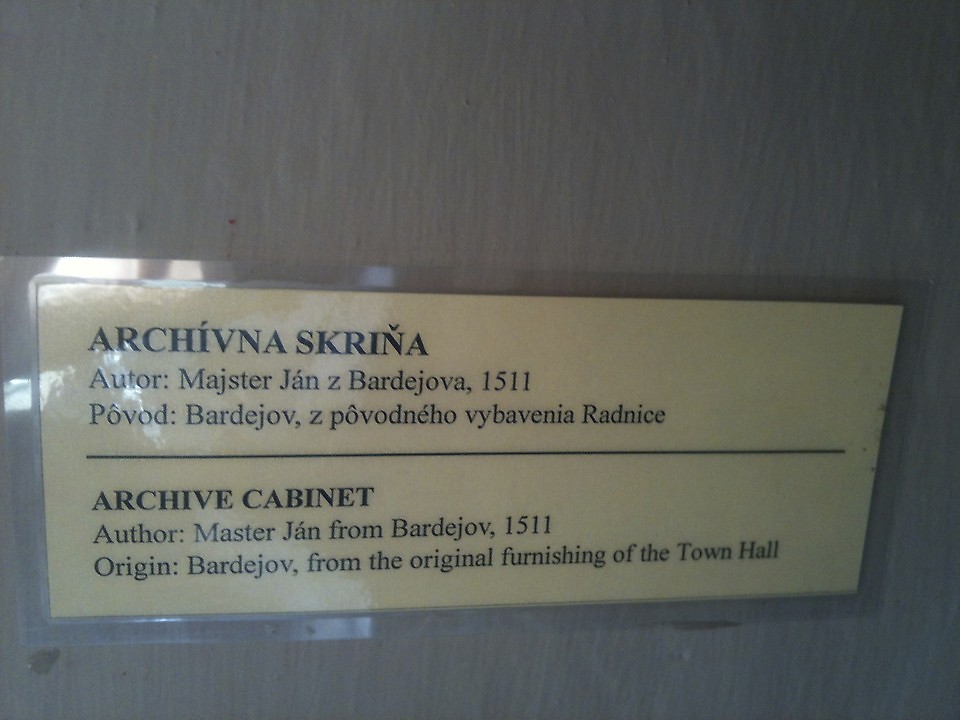 ARCHÍVNA SKRIŇA
Autor: Majster Ján z Bardejova, 1511
Pôvod: Bardejov, z pôvodného vybavenia Radnice
ARCHIVE CABINET
Author: Master Ján from Bardejov, 1511
Origin: Bardejov, from the original furnishing of the Town Hall